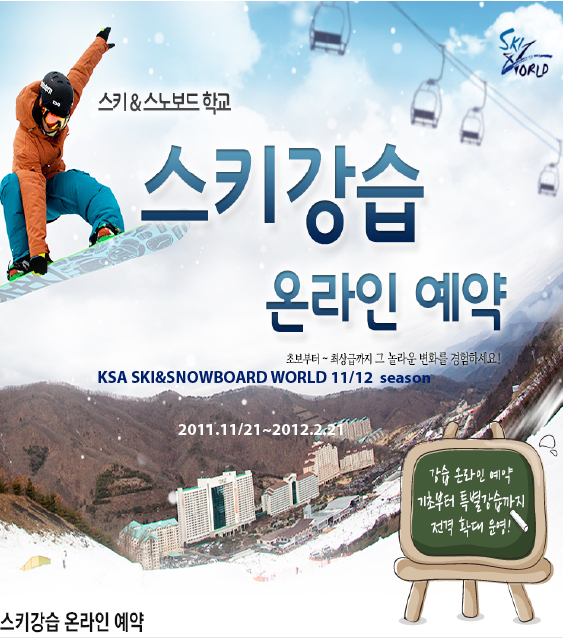 SKI
& WORLD
스키&스노보드 학교
스키강습
온라인 예약
초보부터 ~ 최상급까지 그 놀라운 변화를 경험하세요!
KSA SKI&SNOWBOARD WORLD 11/12 season
2011.11/21~2012.2.21
강습 온라인 예약
기초부터 특별강습까지
전격 확대 운영!
스키강습 온라인 예약